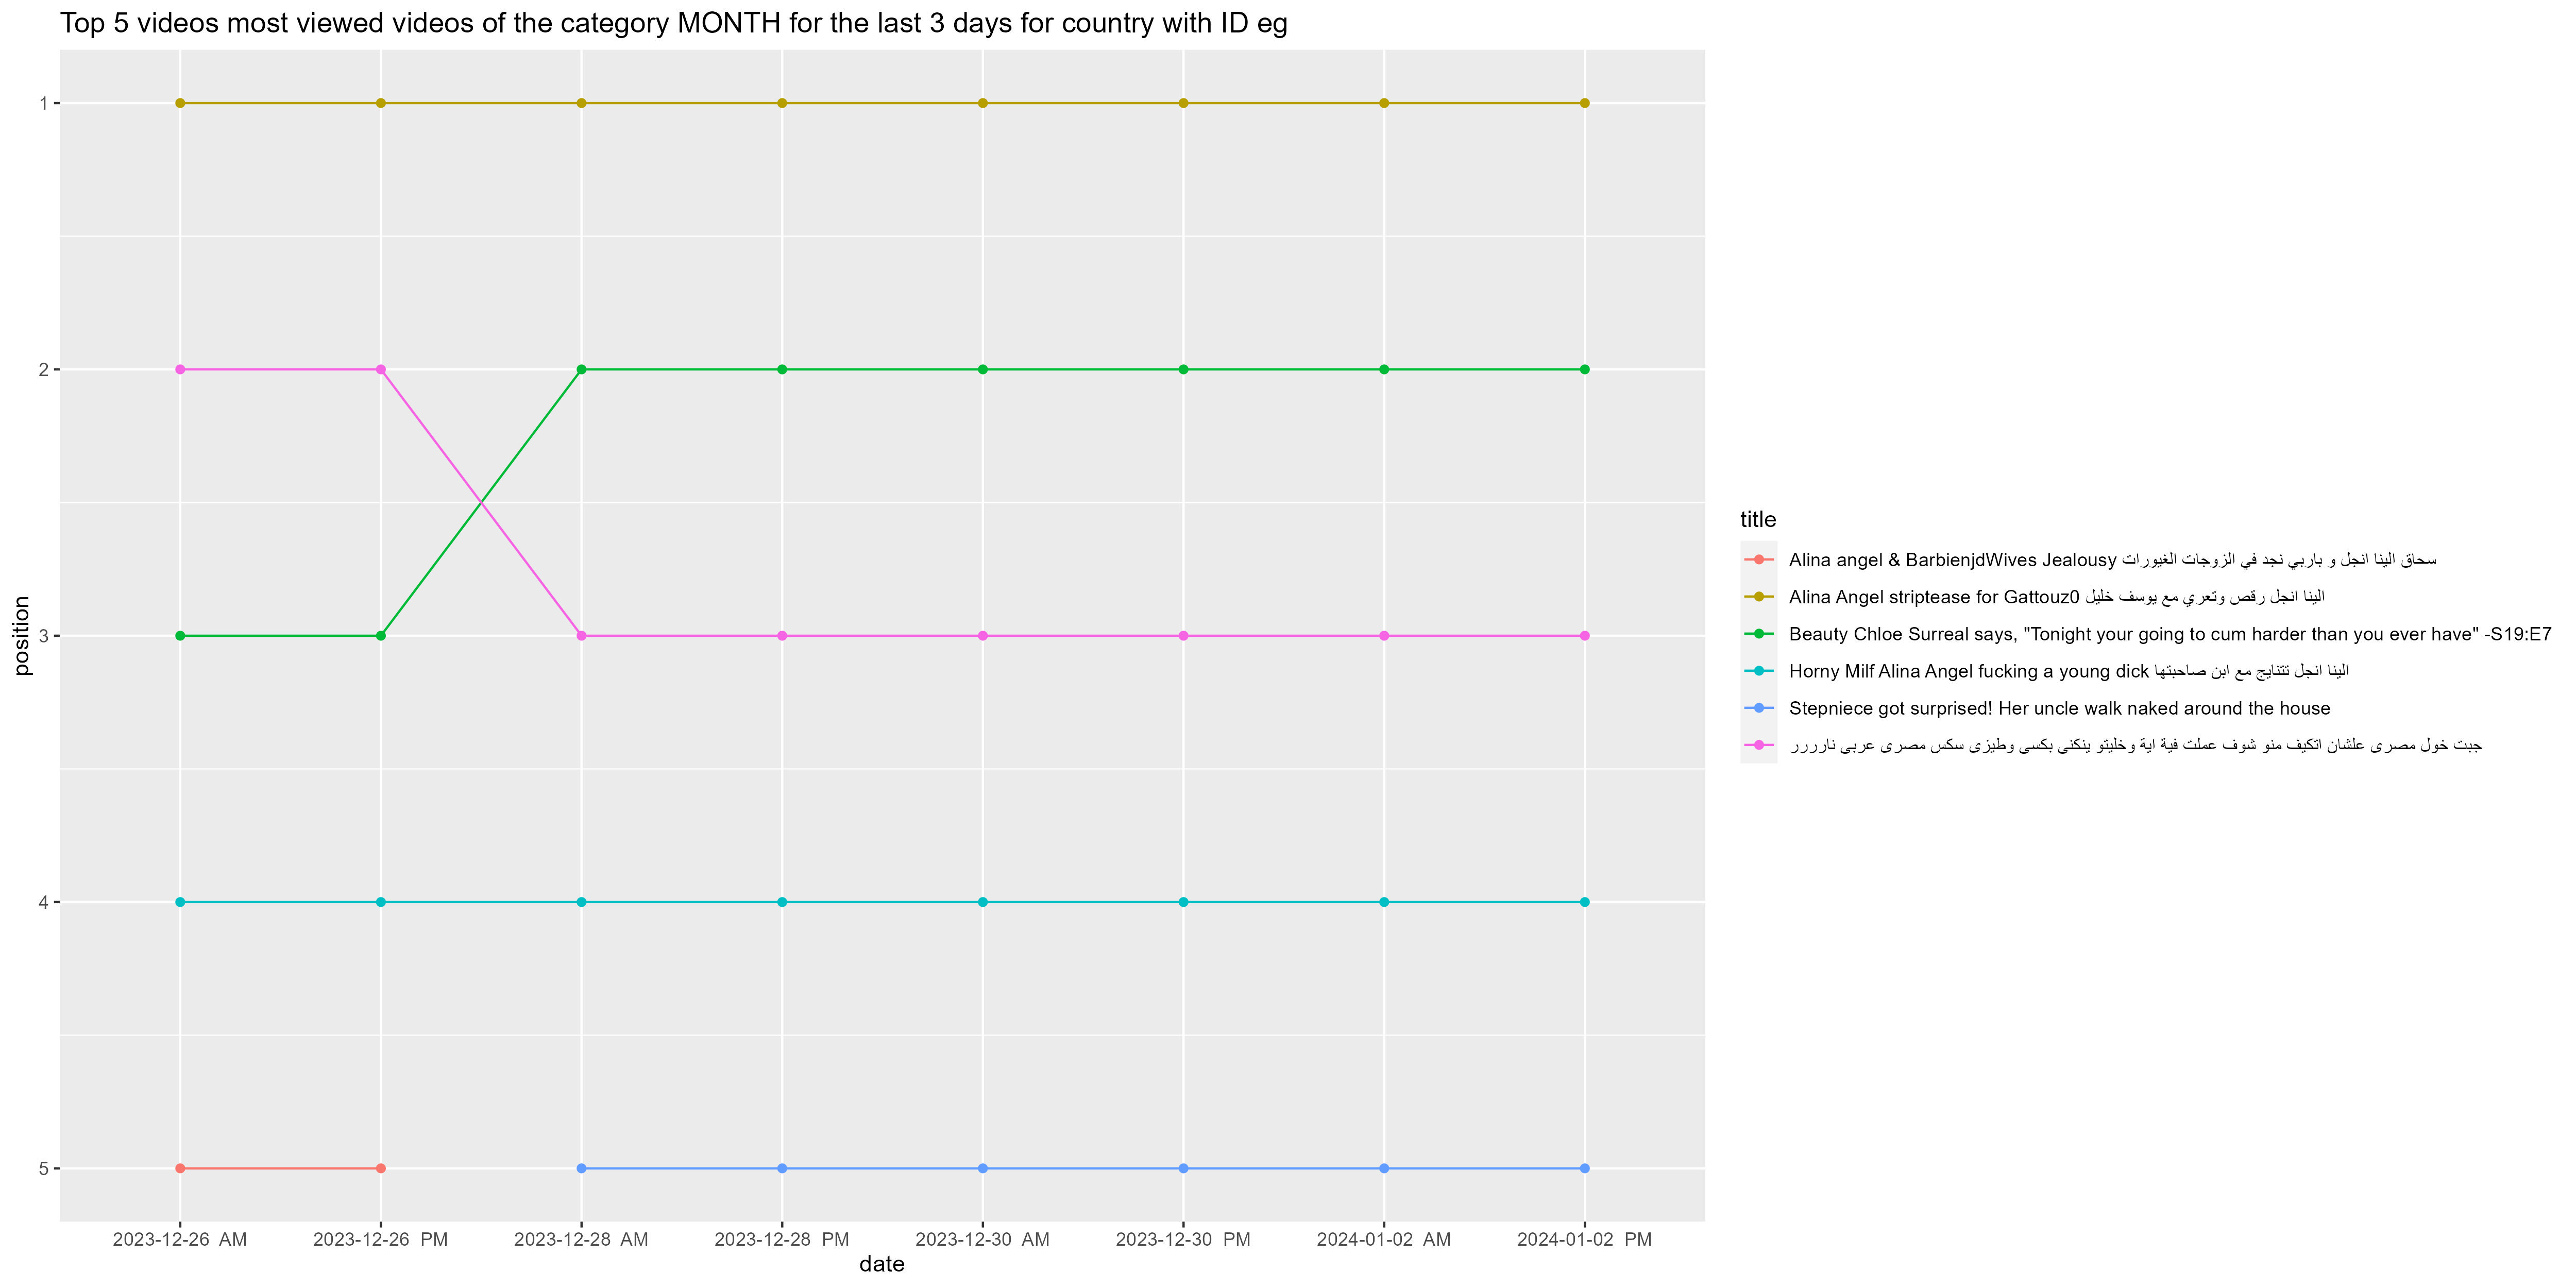 Top 5 videos most viewed videos of the category MONTH for the last 3 days for country with ID eg
1
2
3
4
5
position
2023-12-26 AM
2023-12-26 PM
2023-12-28 AM
2023-12-28 PM
2023-12-30 AM
2023-12-30 PM
2024-01-02 AM
2024-01-02 PM
date
title
Alina angel & BarbienjdWives Jealousy سحاق الينا انجل و باربي نجد في الزوجات الغيورات
Alina Angel striptease for Gattouz0 الينا انجل رقص وتعري مع يوسف خليل
Beauty Chloe Surreal says, "Tonight your going to cum harder than you ever have" -S19:E7
Horny Milf Alina Angel fucking a young dick الينا انجل تتنايج مع ابن صاحبتها
Stepniece got surprised! Her uncle walk naked around the house
جبت خول مصرى علشان اتكيف منو شوف عملت فية اية وخليتو ينكنى بكسى وطيزى سكس مصرى عربى نارررر